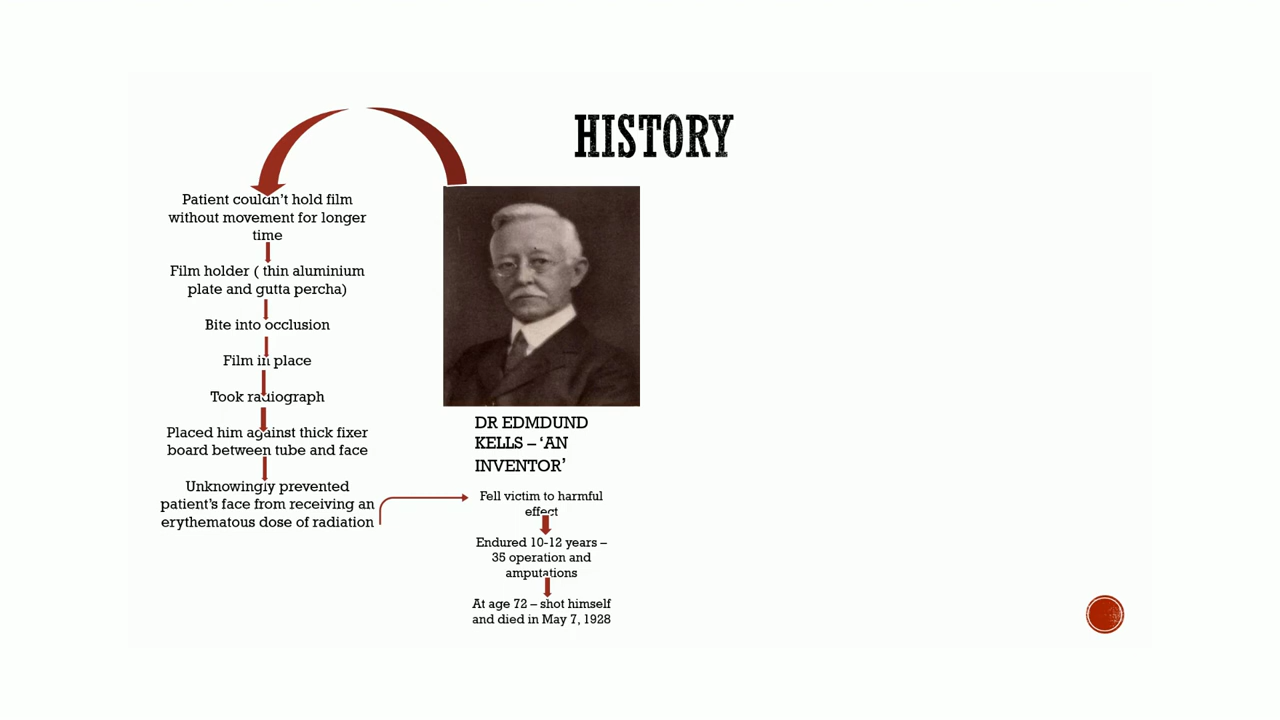 HISTORY
Patient couldn't hold film
without movement for longer
time
Film holder ( thin aluminium
plate and gutta percha)
Bite into occlusion
Film in place
Took radiograph
Placed him against thick fixer
board between tube and face
Unknowingly prevented
patient's face from receiving an
erythematous dose of radiation
DR EDMDUND
KELLS – 'AN
INVENTOR'
Fell victim to harmful
effect
Endured 10-12 years –
35 operation and
amputations
At age 72 – shot himself
and died in May 7, 1928